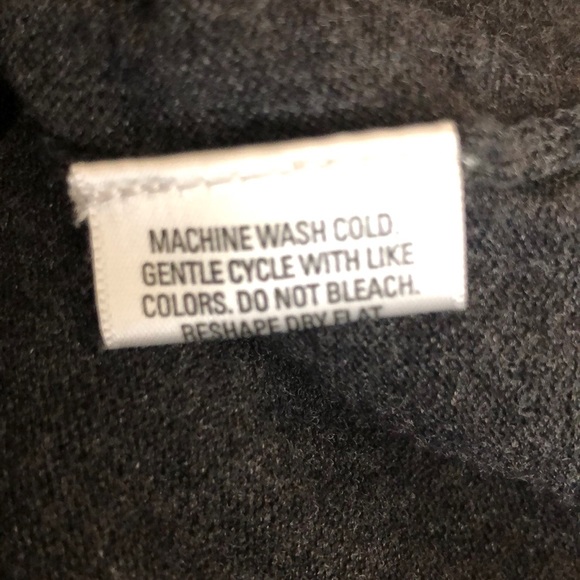 MACHINE WASH COLD
GENTLE CYCLE WITH LIKE
COLORS. DO NOT BLEACH.
RESHAPE DRY FLAT